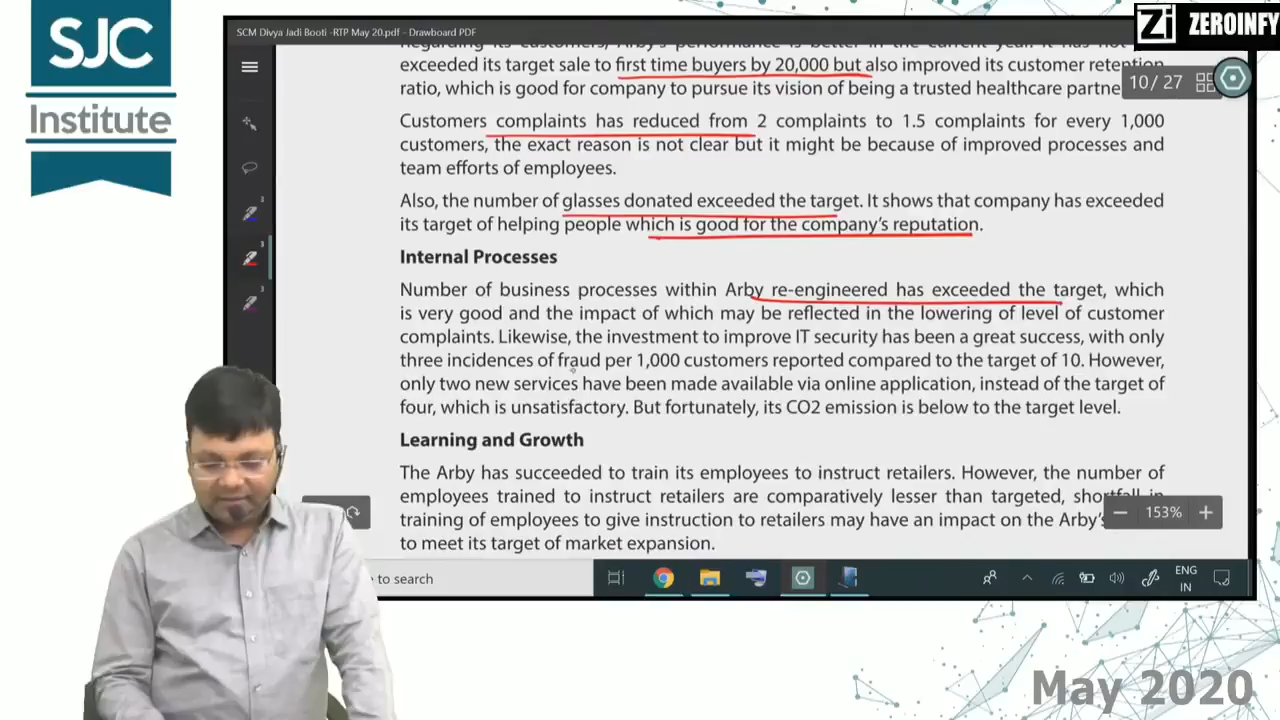 SJC
Institute
Zi ZEROINFY
SCM Divya Jadi Booti -RTP May 20.pdf - Drawboard PDF
10 / 27
exceeded its target sale to first time buyers by 20,000 but also improved its customer retention
ratio, which is good for company to pursue its vision of being a trusted healthcare partne
Customers complaints has reduced from 2 complaints to 1.5 complaints for every 1,000
customers, the exact reason is not clear but it might be because of improved processes and
team efforts of employees.
Also, the number of glasses donated exceeded the target. It shows that company has exceeded
its target of helping people which is good for the company's reputation.
Internal Processes
Number of business processes within Arby re-engineered has exceeded the target, which
is very good and the impact of which may be reflected in the lowering of level of customer
complaints. Likewise, the investment to improve IT security has been a great success, with only
three incidences of fraud per 1,000 customers reported compared to the target of 10. However,
only two new services have been made available via online application, instead of the target of
four, which is unsatisfactory. But fortunately, its CO2 emission is below to the target level.
Learning and Growth
The Arby has succeeded to train its employees to instruct retailers. However, the number of
employees trained to instruct retailers are comparatively lesser than targeted, shortfall in
training of employees to give instruction to retailers may have an impact on the Arby's
to meet its target of market expansion.
153%
3
3
3
to search
ENG
IN
May 2020